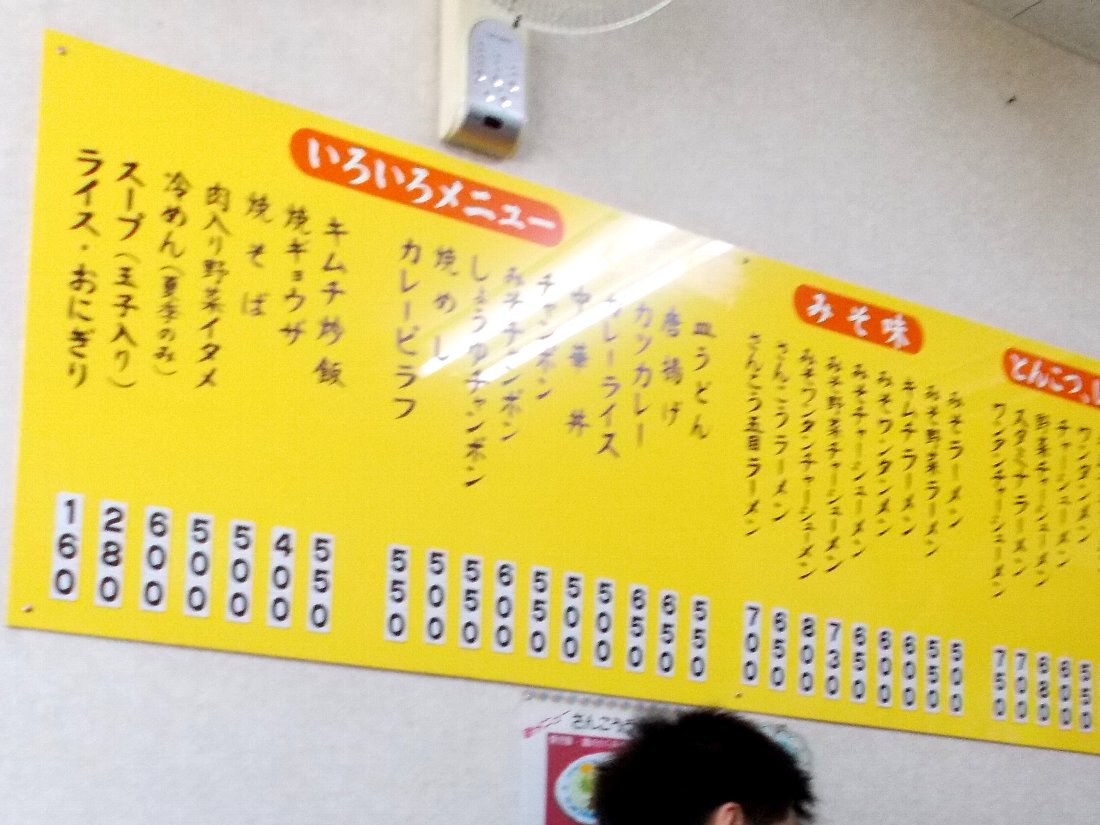 とんこつ、し
ワンタンメン
550
チャーシューメン
600
野菜チャーシューメン
680
スタミナラーメン
700
ワンタンチャーシューメン
750
みそ味
みそラーメン
500
みそ野菜ラーメン
550
キムチラーメン
600
みそワンタンメン
600
みそチャーシューメン
650
みそ野菜チャーシューメン
730
みそワンタンチャーシューメン
800
さんこうラーメン
650
さんこう五目ラーメン
700
いろいろメニュー
皿うどん
550
唐揚げ
650
カツカレー
650
カレーライス
500
中華丼
500
チャンポン
550
みそチャンポン
600
しょうゆチャンポン
550
焼めし
500
カレーピラフ
550
キムチ炒飯
550
焼ギョウザ
400
焼そば
500
肉入り野菜イタメ
500
冷めん(夏季のみ)
600
スープ(玉子入り)
280
ライス・おにぎり
160
さんこうラ